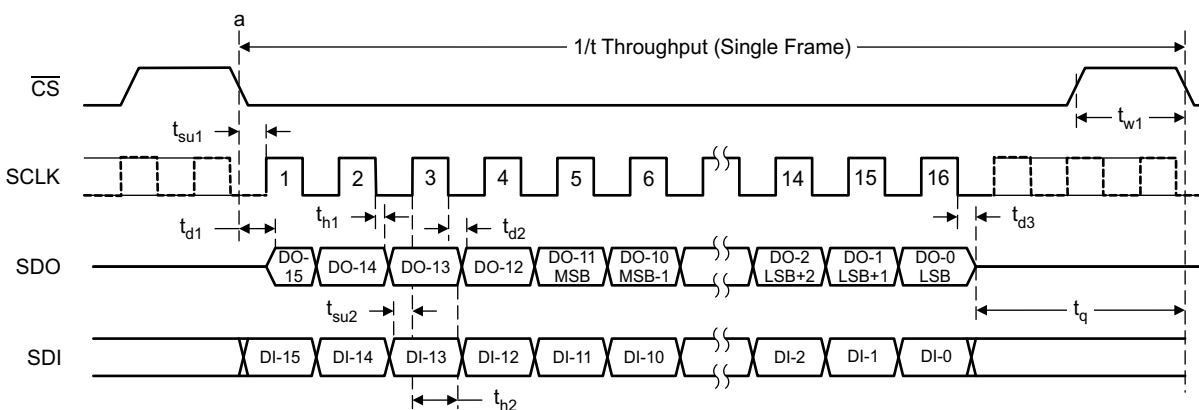 a
1/t Throughput (Single Frame)
CS
t_w1
t_su1
SCLK
1 2 3 4 5 6 14 15 16
t_d1
t_h1
t_d2
t_d3
SDO
DO-15
DO-14
DO-13
DO-12
DO-11 MSB
DO-10 MSB-1
DO-2 LSB+2
DO-1 LSB+1
DO-0 LSB
t_su2
t_q
SDI
DI-15 DI-14 DI-13 DI-12 DI-11 DI-10 DI-2 DI-1 DI-0
t_h2